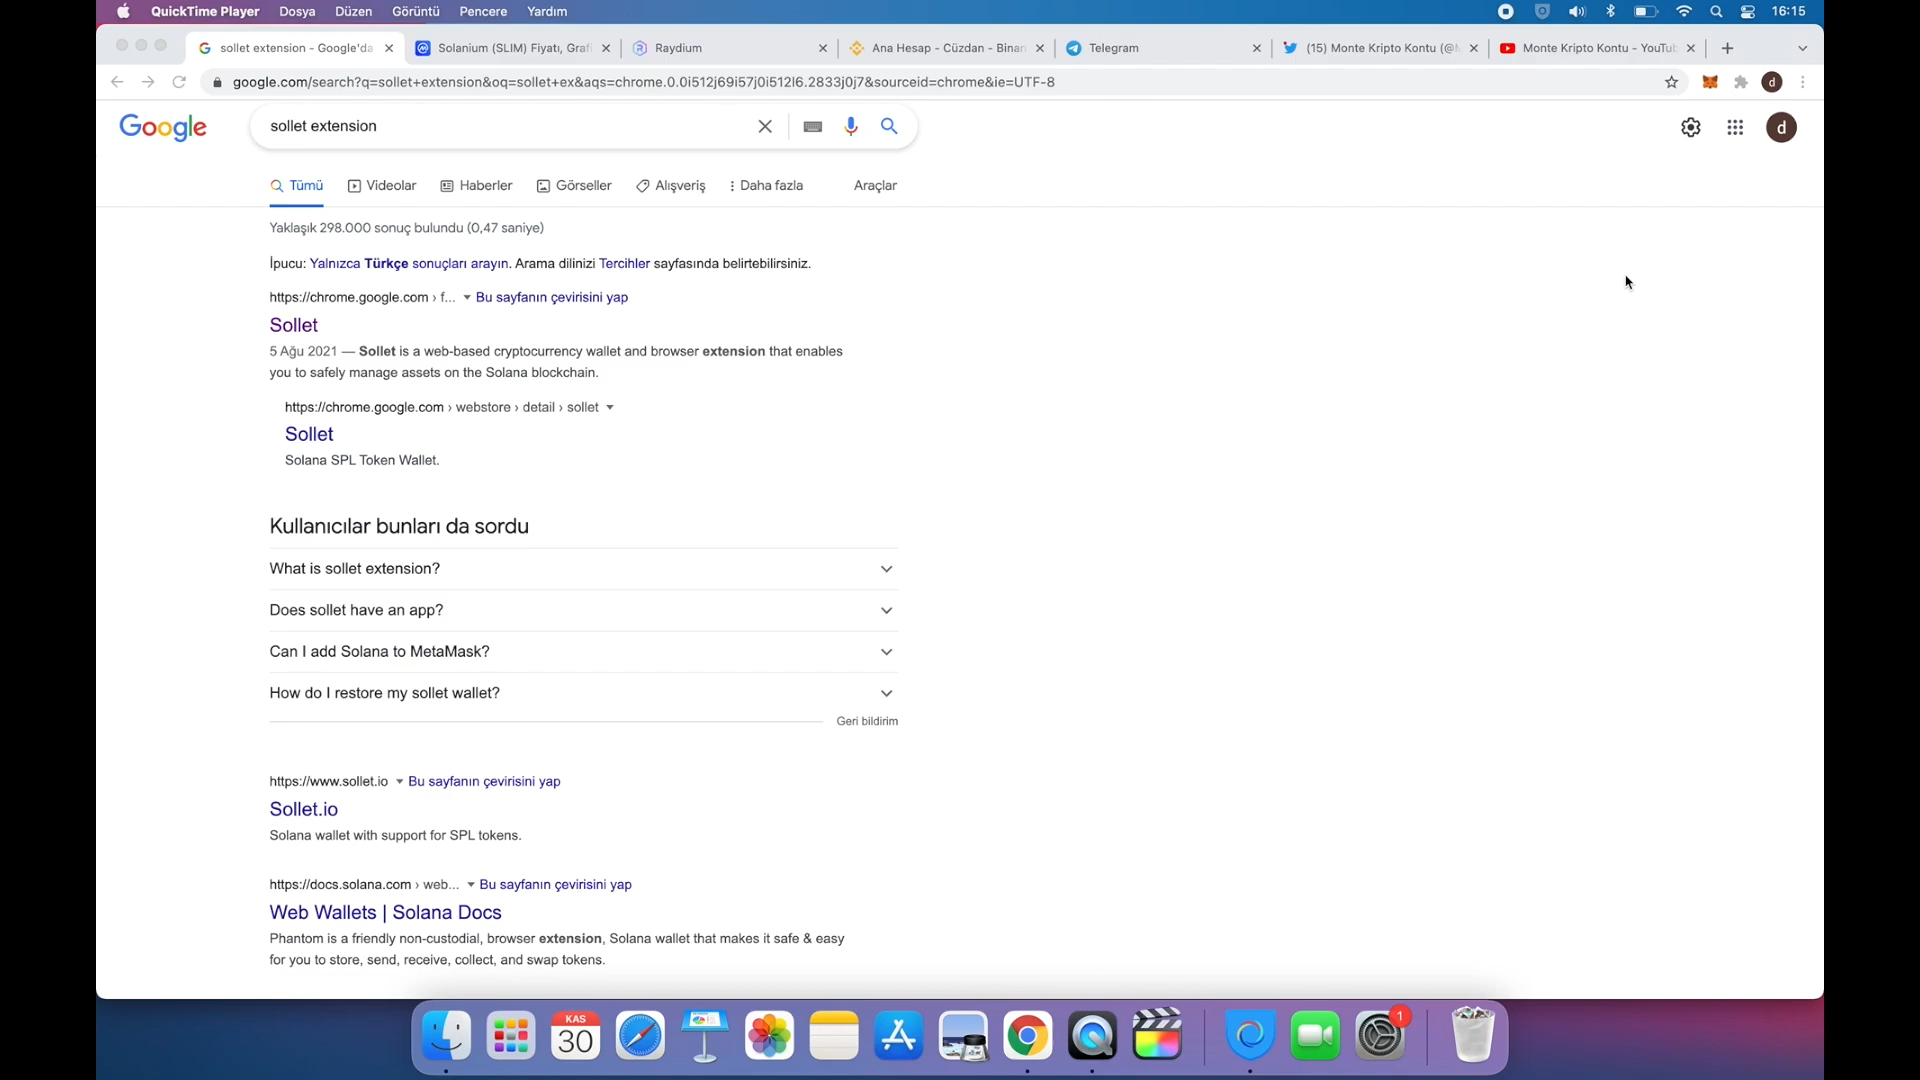 QuickTime Player Dosya Düzen Görüntü Pencere Yardım 16:15
sollet extension - Google'da Solanium (SLIM) Fiyatı, Grafi Raydium Ana Hesap - Cüzdan - Binan Telegram (15) Monte Kripto Kontu (@M Monte Kripto Kontu - YouTub
google.com/search?q=sollet+extension&oq=sollet+ex&aqs=chrome.0.0i512j69i57j0i512l6.2833j0j7&sourceid=chrome&ie=UTF-8 d
Google sollet extension d
Tümü Videolar Haberler Görseller Alışveriş Daha fazla Araçlar
Yaklaşık 298.000 sonuç bulundu (0,47 saniye)
İpucu: Yalnızca Türkçe sonuçları arayın. Arama dilinizi Tercihler sayfasında belirtebilirsiniz.
https://chrome.google.com › f... Bu sayfanın çevirisini yap
Sollet
5 Ağu 2021 — Sollet is a web-based cryptocurrency wallet and browser extension that enables
you to safely manage assets on the Solana blockchain.
https://chrome.google.com › webstore › detail › sollet
Sollet
Solana SPL Token Wallet.
Kullanıcılar bunları da sordu
What is sollet extension?
Does sollet have an app?
Can I add Solana to MetaMask?
How do I restore my sollet wallet?
Geri bildirim
https://www.sollet.io Bu sayfanın çevirisini yap
Sollet.io
Solana wallet with support for SPL tokens.
https://docs.solana.com › web... Bu sayfanın çevirisini yap
Web Wallets | Solana Docs
Phantom is a friendly non-custodial, browser extension, Solana wallet that makes it safe & easy
for you to store, send, receive, collect, and swap tokens.
KAS
30
1